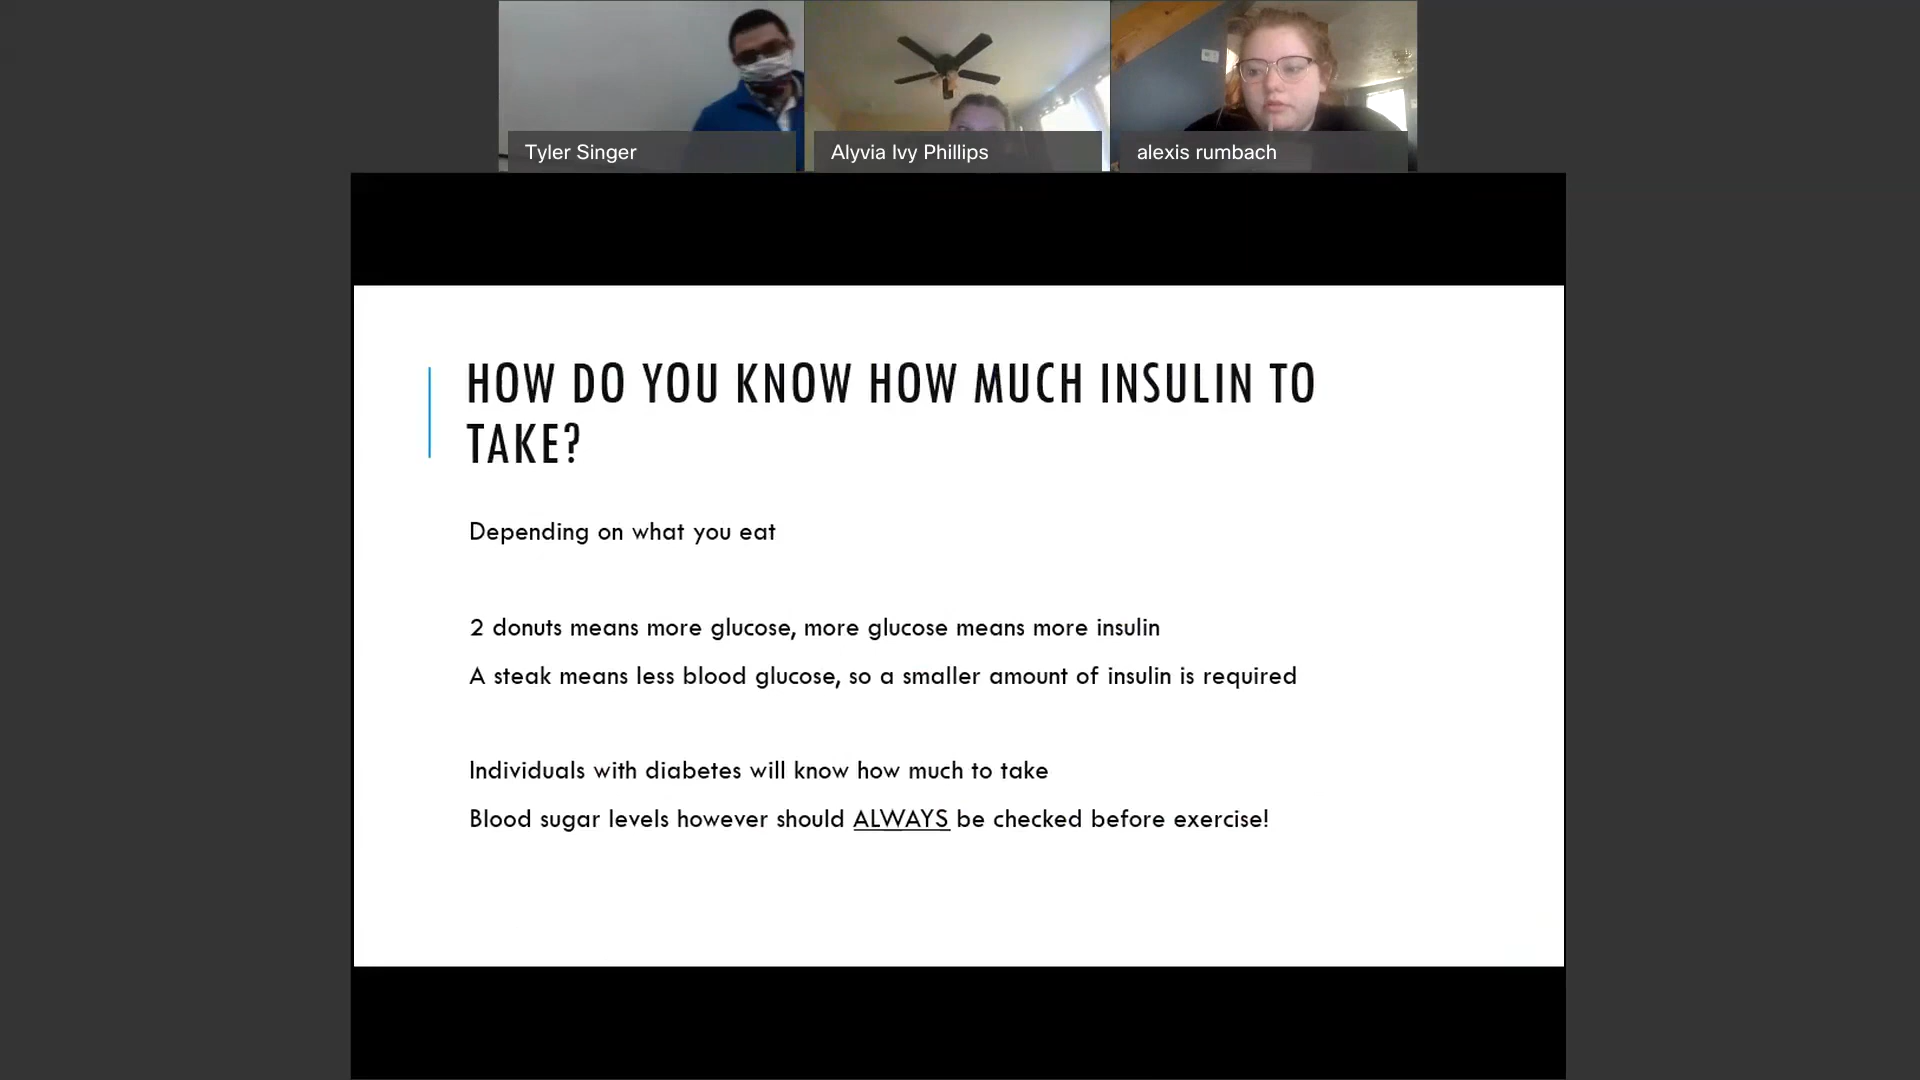 Tyler Singer
Alyvia Ivy Phillips
alexis rumbach
HOW DO YOU KNOW HOW MUCH INSULIN TO
TAKE?
Depending on what you eat
2 donuts means more glucose, more glucose means more insulin
A steak means less blood glucose, so a smaller amount of insulin is required
Individuals with diabetes will know how much to take
Blood sugar levels however should ALWAYS be checked before exercise!